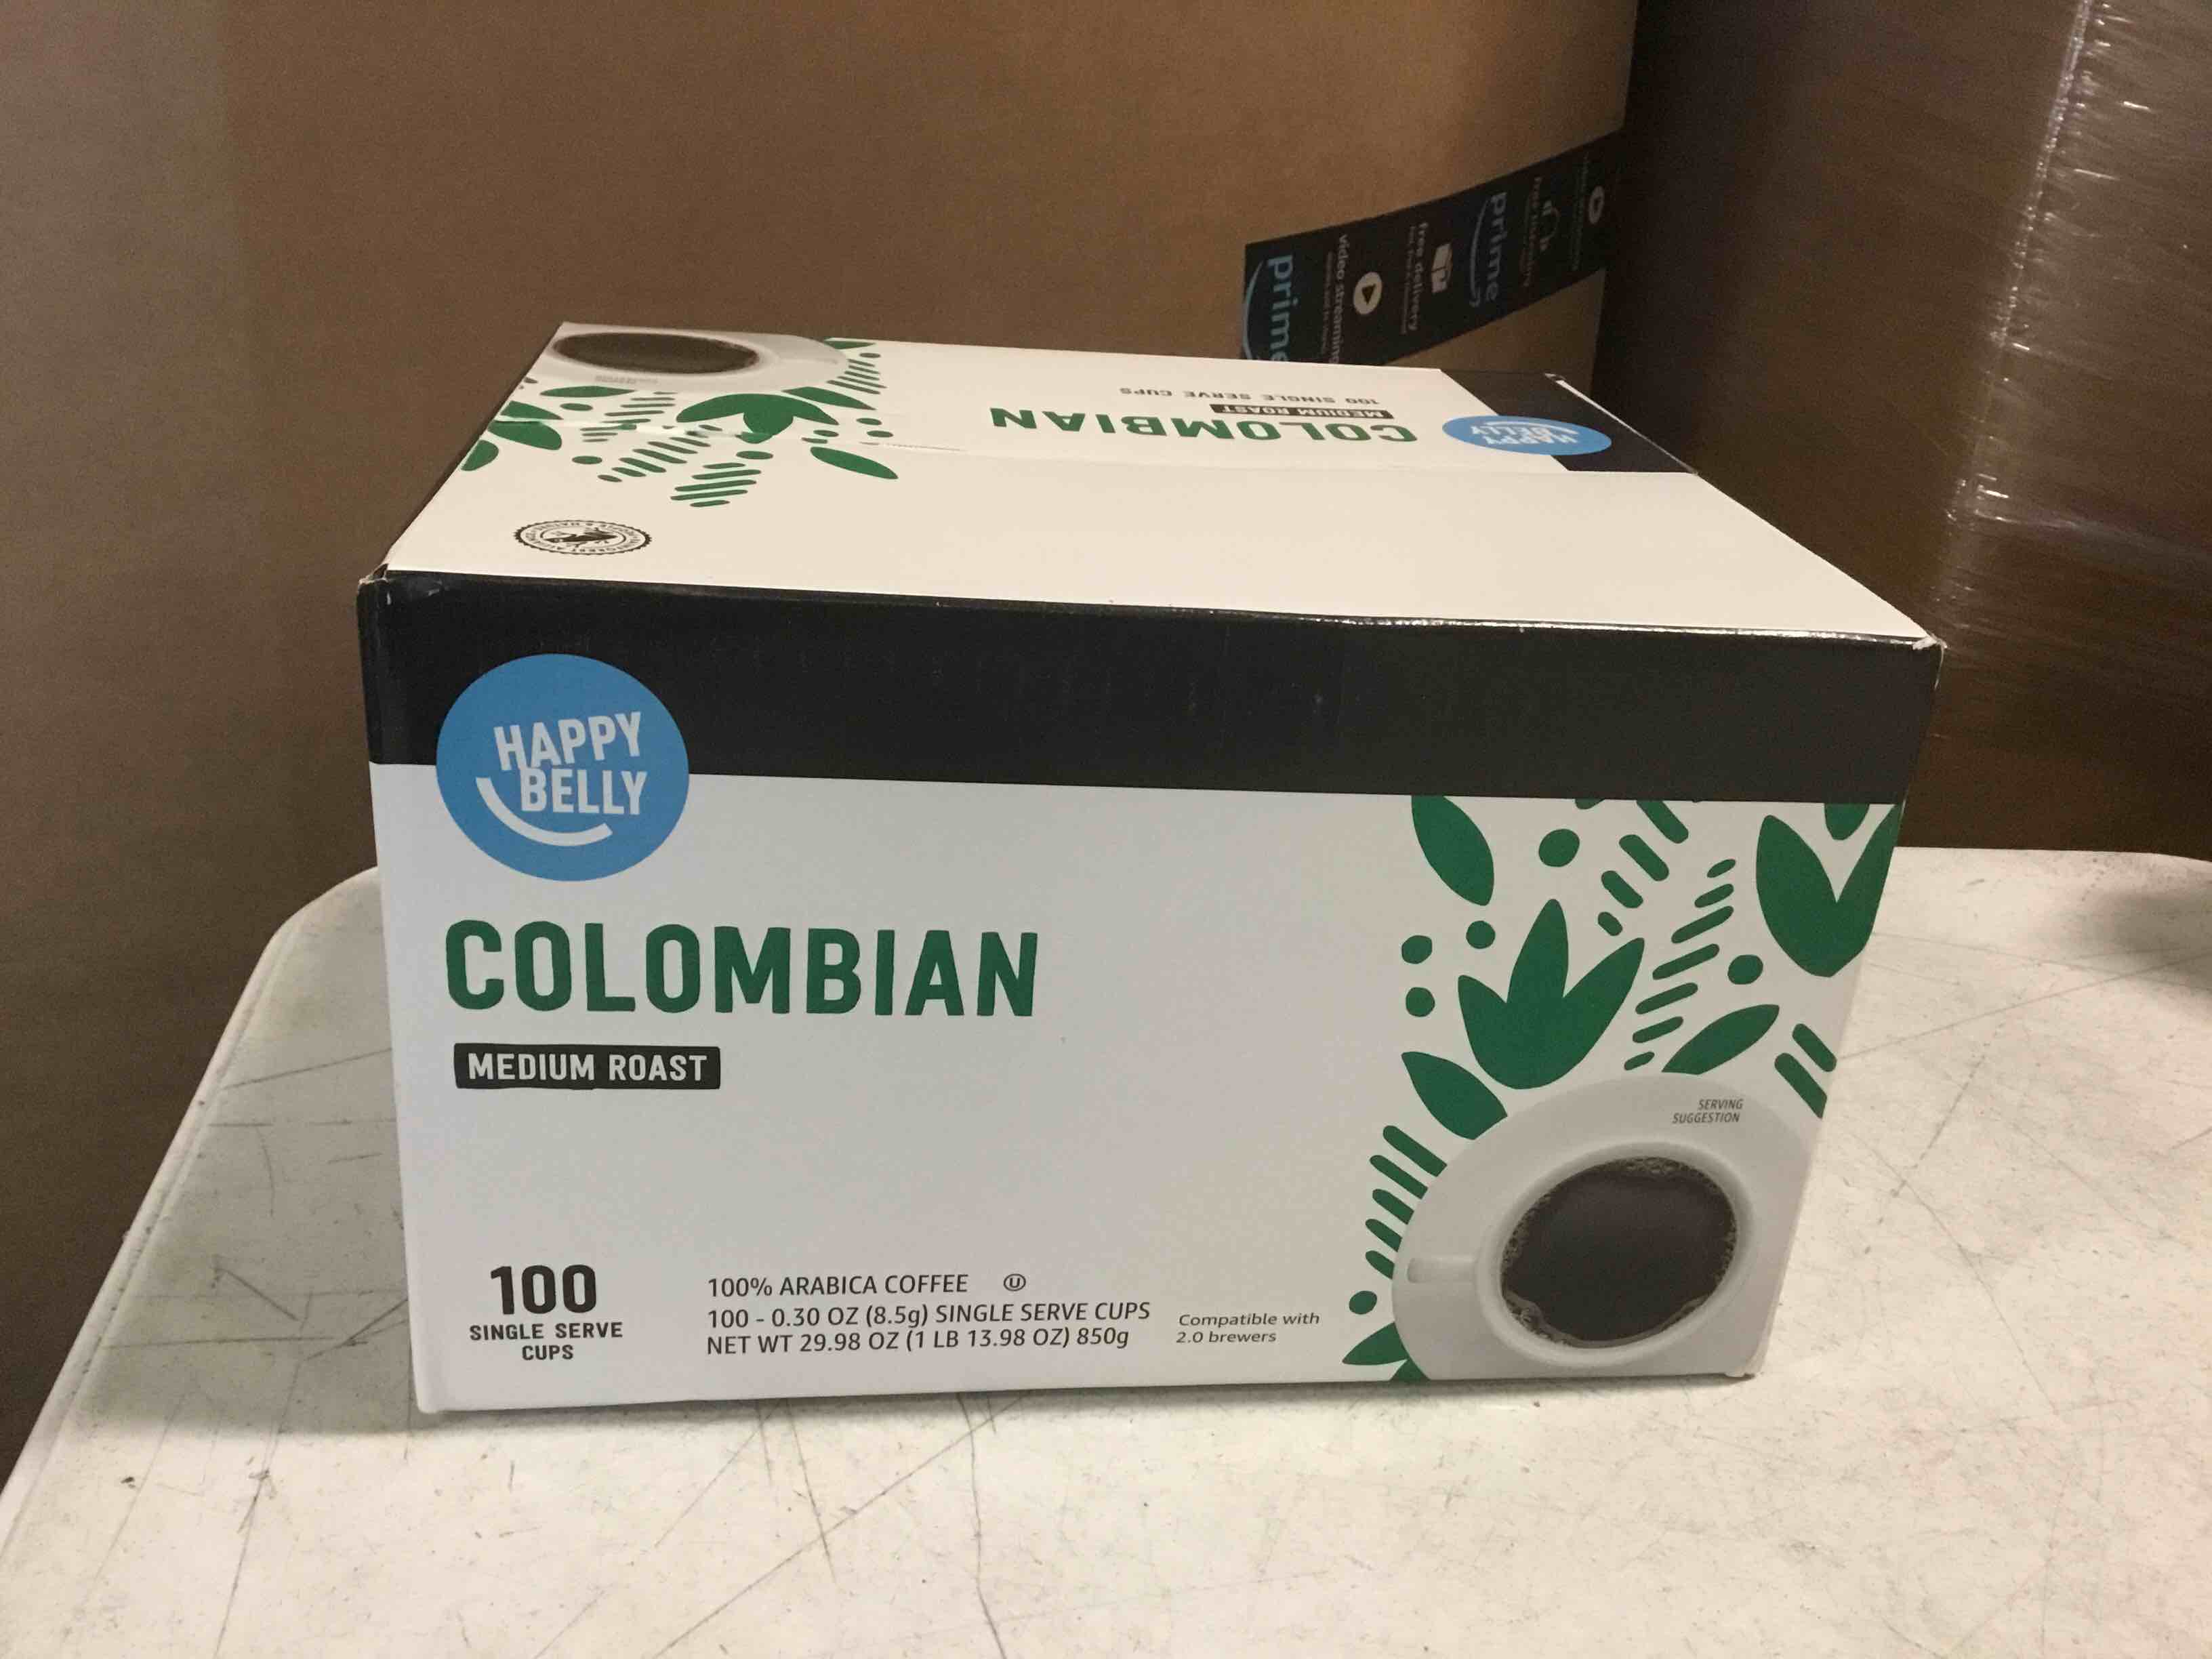 prime
video streaming
free delivery
prime
100 SINGLE SERVE CUPS
MEDIUM ROAST
COLOMBIAN
HAPPY
BELLY
HAPPY
BELLY
COLOMBIAN
MEDIUM ROAST
SERVING
SUGGESTION
100
SINGLE SERVE
CUPS
100% ARABICA COFFEE Ⓤ
100 - 0.30 OZ (8.5g) SINGLE SERVE CUPS
NET WT 29.98 OZ (1 LB 13.98 OZ) 850g
Compatible with
2.0 brewers